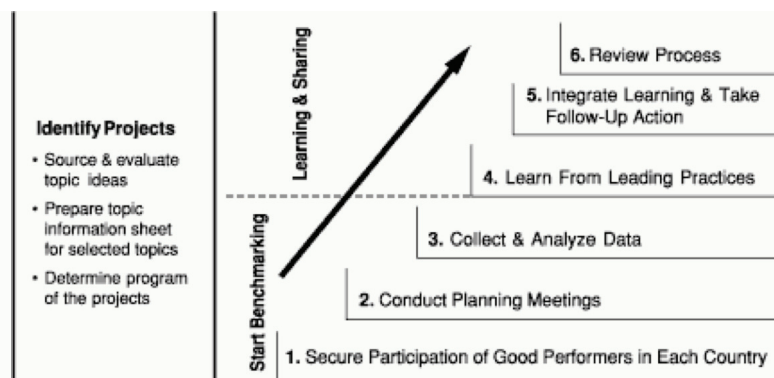 Identify Projects
• Source & evaluate
topic ideas
• Prepare topic
information sheet
for selected topics
• Determine program
of the projects
Learning & Sharing
Start Benchmarking
6. Review Process
5. Integrate Learning & Take
Follow-Up Action
4. Learn From Leading Practices
3. Collect & Analyze Data
2. Conduct Planning Meetings
1. Secure Participation of Good Performers in Each Country